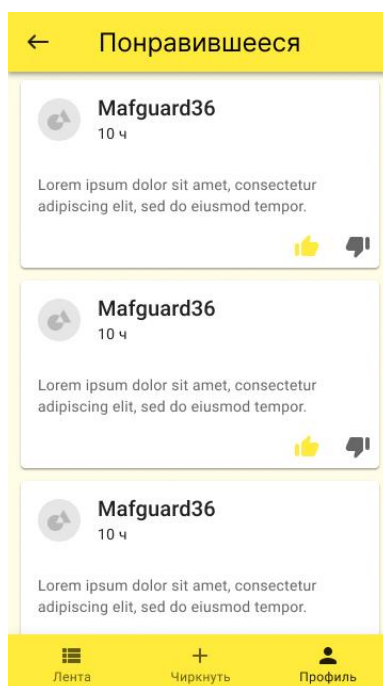 Понравившееся
Mafguard36
10 ч
Lorem ipsum dolor sit amet, consectetur
adipiscing elit, sed do eiusmod tempor.
Mafguard36
10 ч
Lorem ipsum dolor sit amet, consectetur
adipiscing elit, sed do eiusmod tempor.
Mafguard36
10 ч
Lorem ipsum dolor sit amet, consectetur
adipiscing elit, sed do eiusmod tempor.
Лента Чиркнуть Профиль